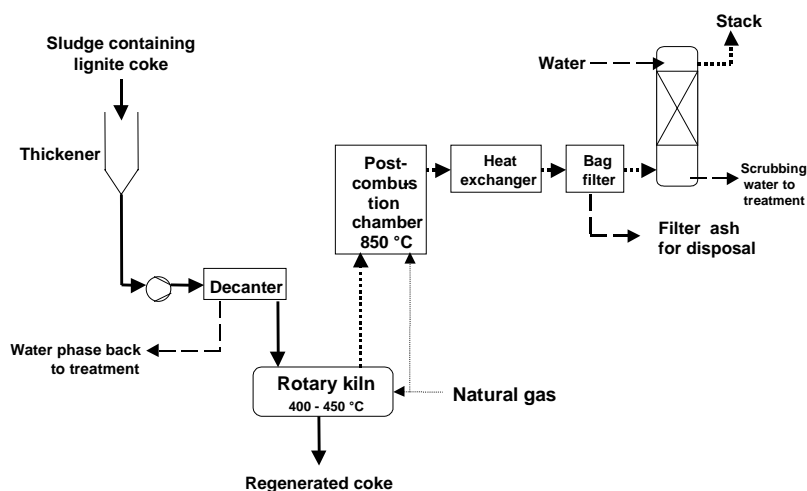 Sludge containing
lignite coke
Stack
Water
Thickener
Post-
combus
tion
chamber
850 °C
Heat
exchanger
Bag
filter
Scrubbing
water to
treatment
Filter ash
for disposal
Decanter
Water phase back
to treatment
Rotary kiln
400 - 450 °C
Natural gas
Regenerated coke